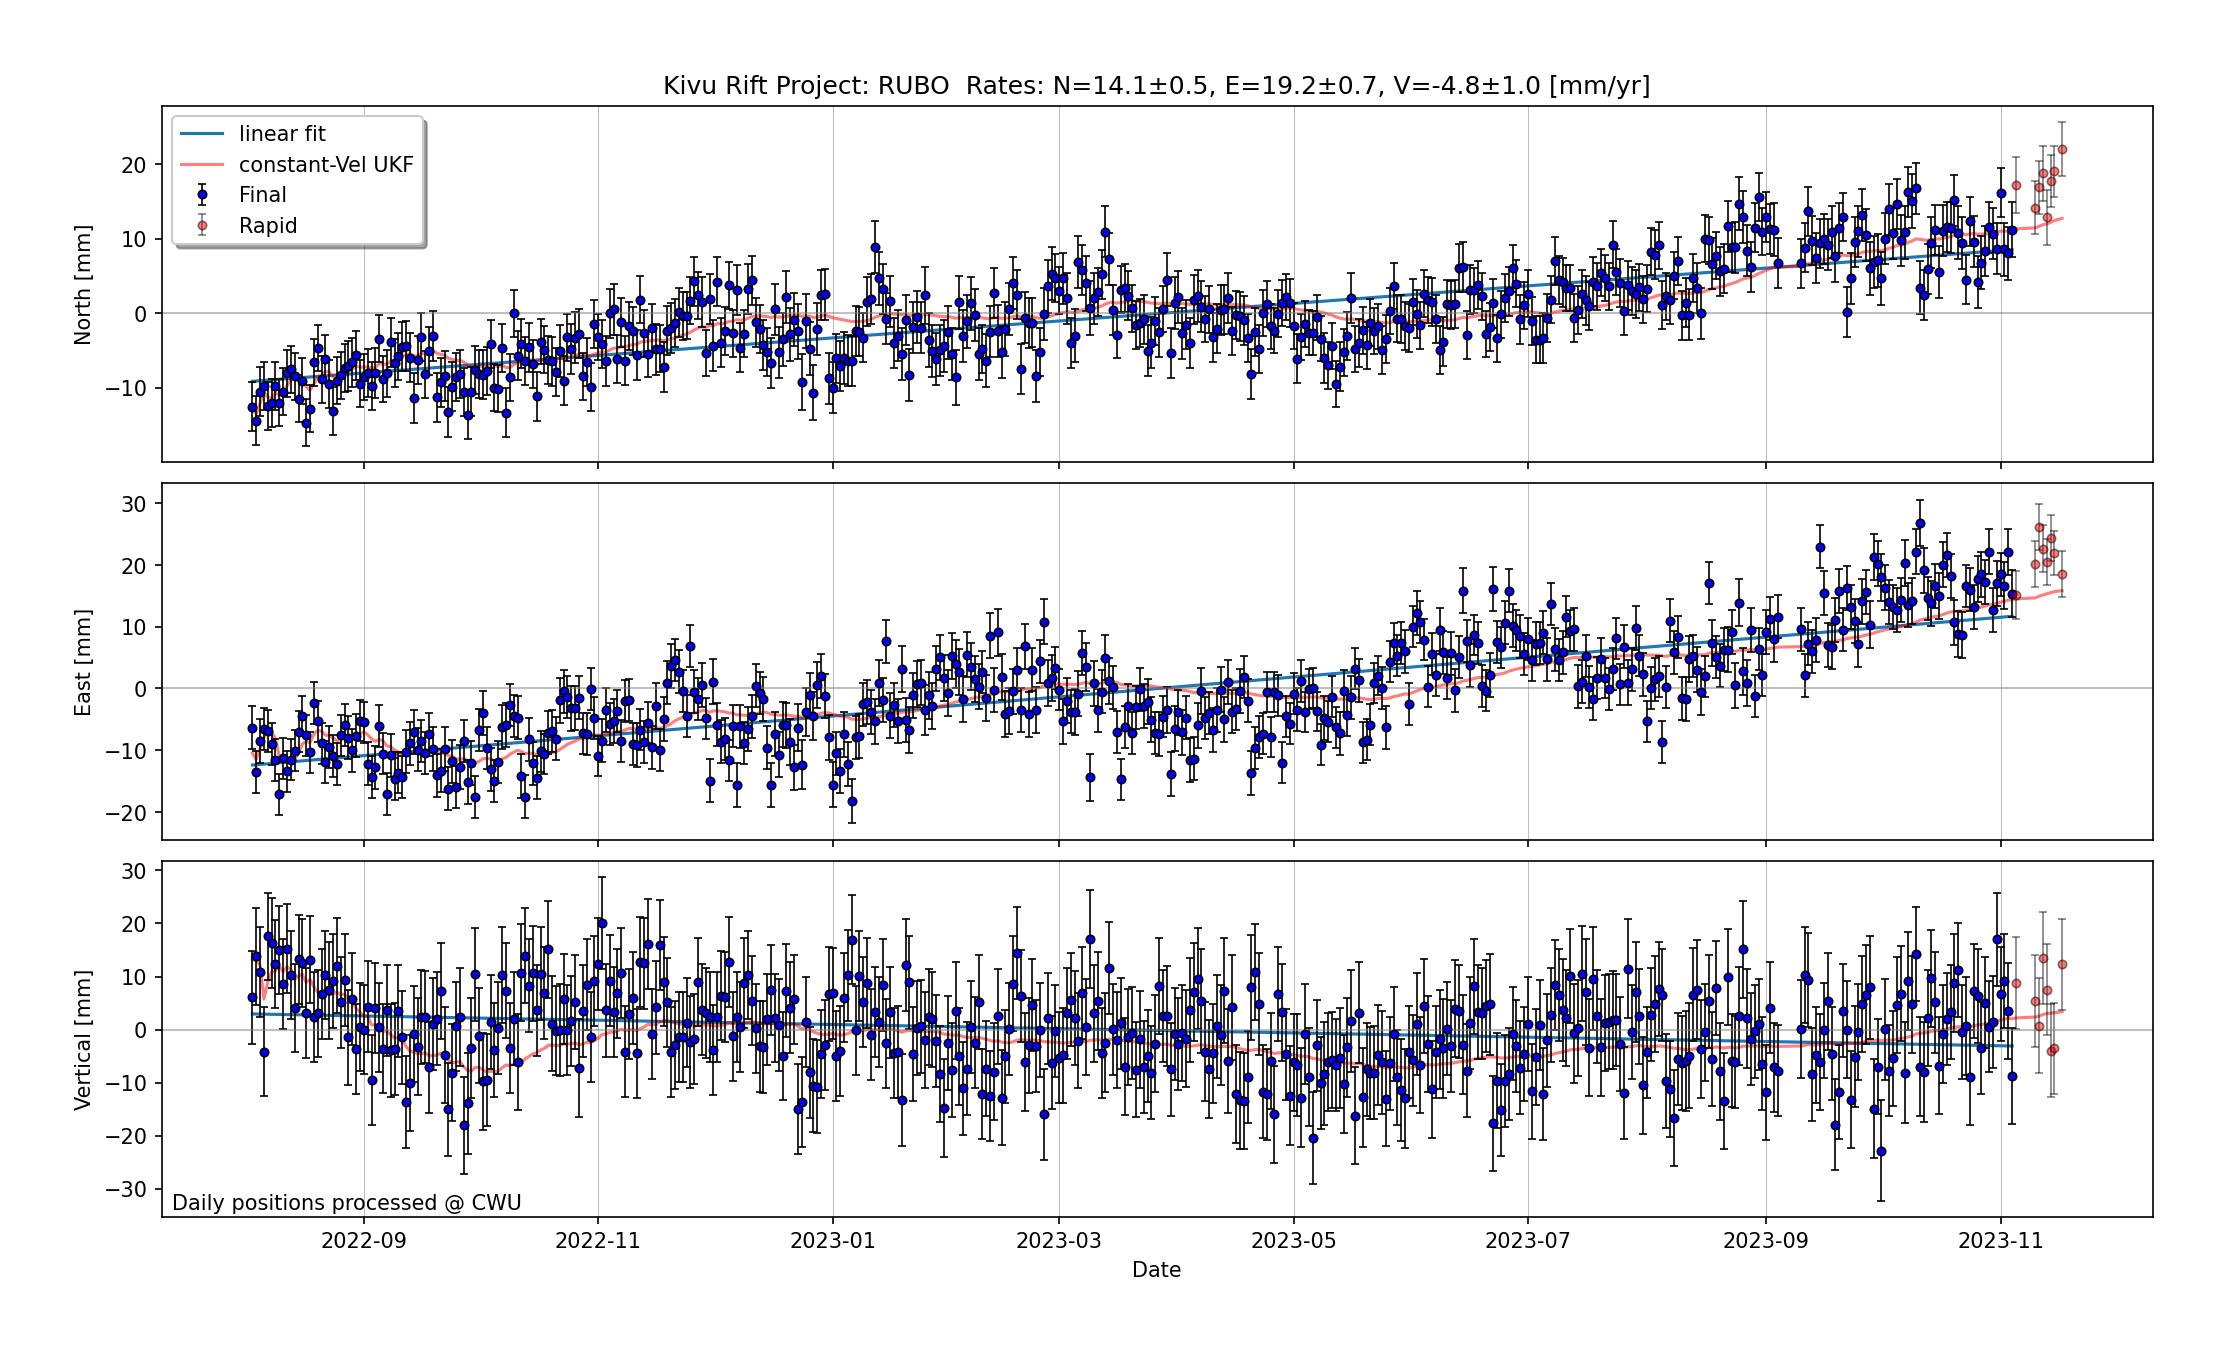 Kivu Rift Project: RUBO  Rates: N=14.1±0.5, E=19.2±0.7, V=-4.8±1.0 [mm/yr]
linear fit
constant-Vel UKF
Final
Rapid
North [mm]
20
10
0
−10
East [mm]
30
20
10
0
−10
−20
Vertical [mm]
30
20
10
0
−10
−20
−30
Daily positions processed @ CWU
2022-09 2022-11 2023-01 2023-03 2023-05 2023-07 2023-09 2023-11
Date